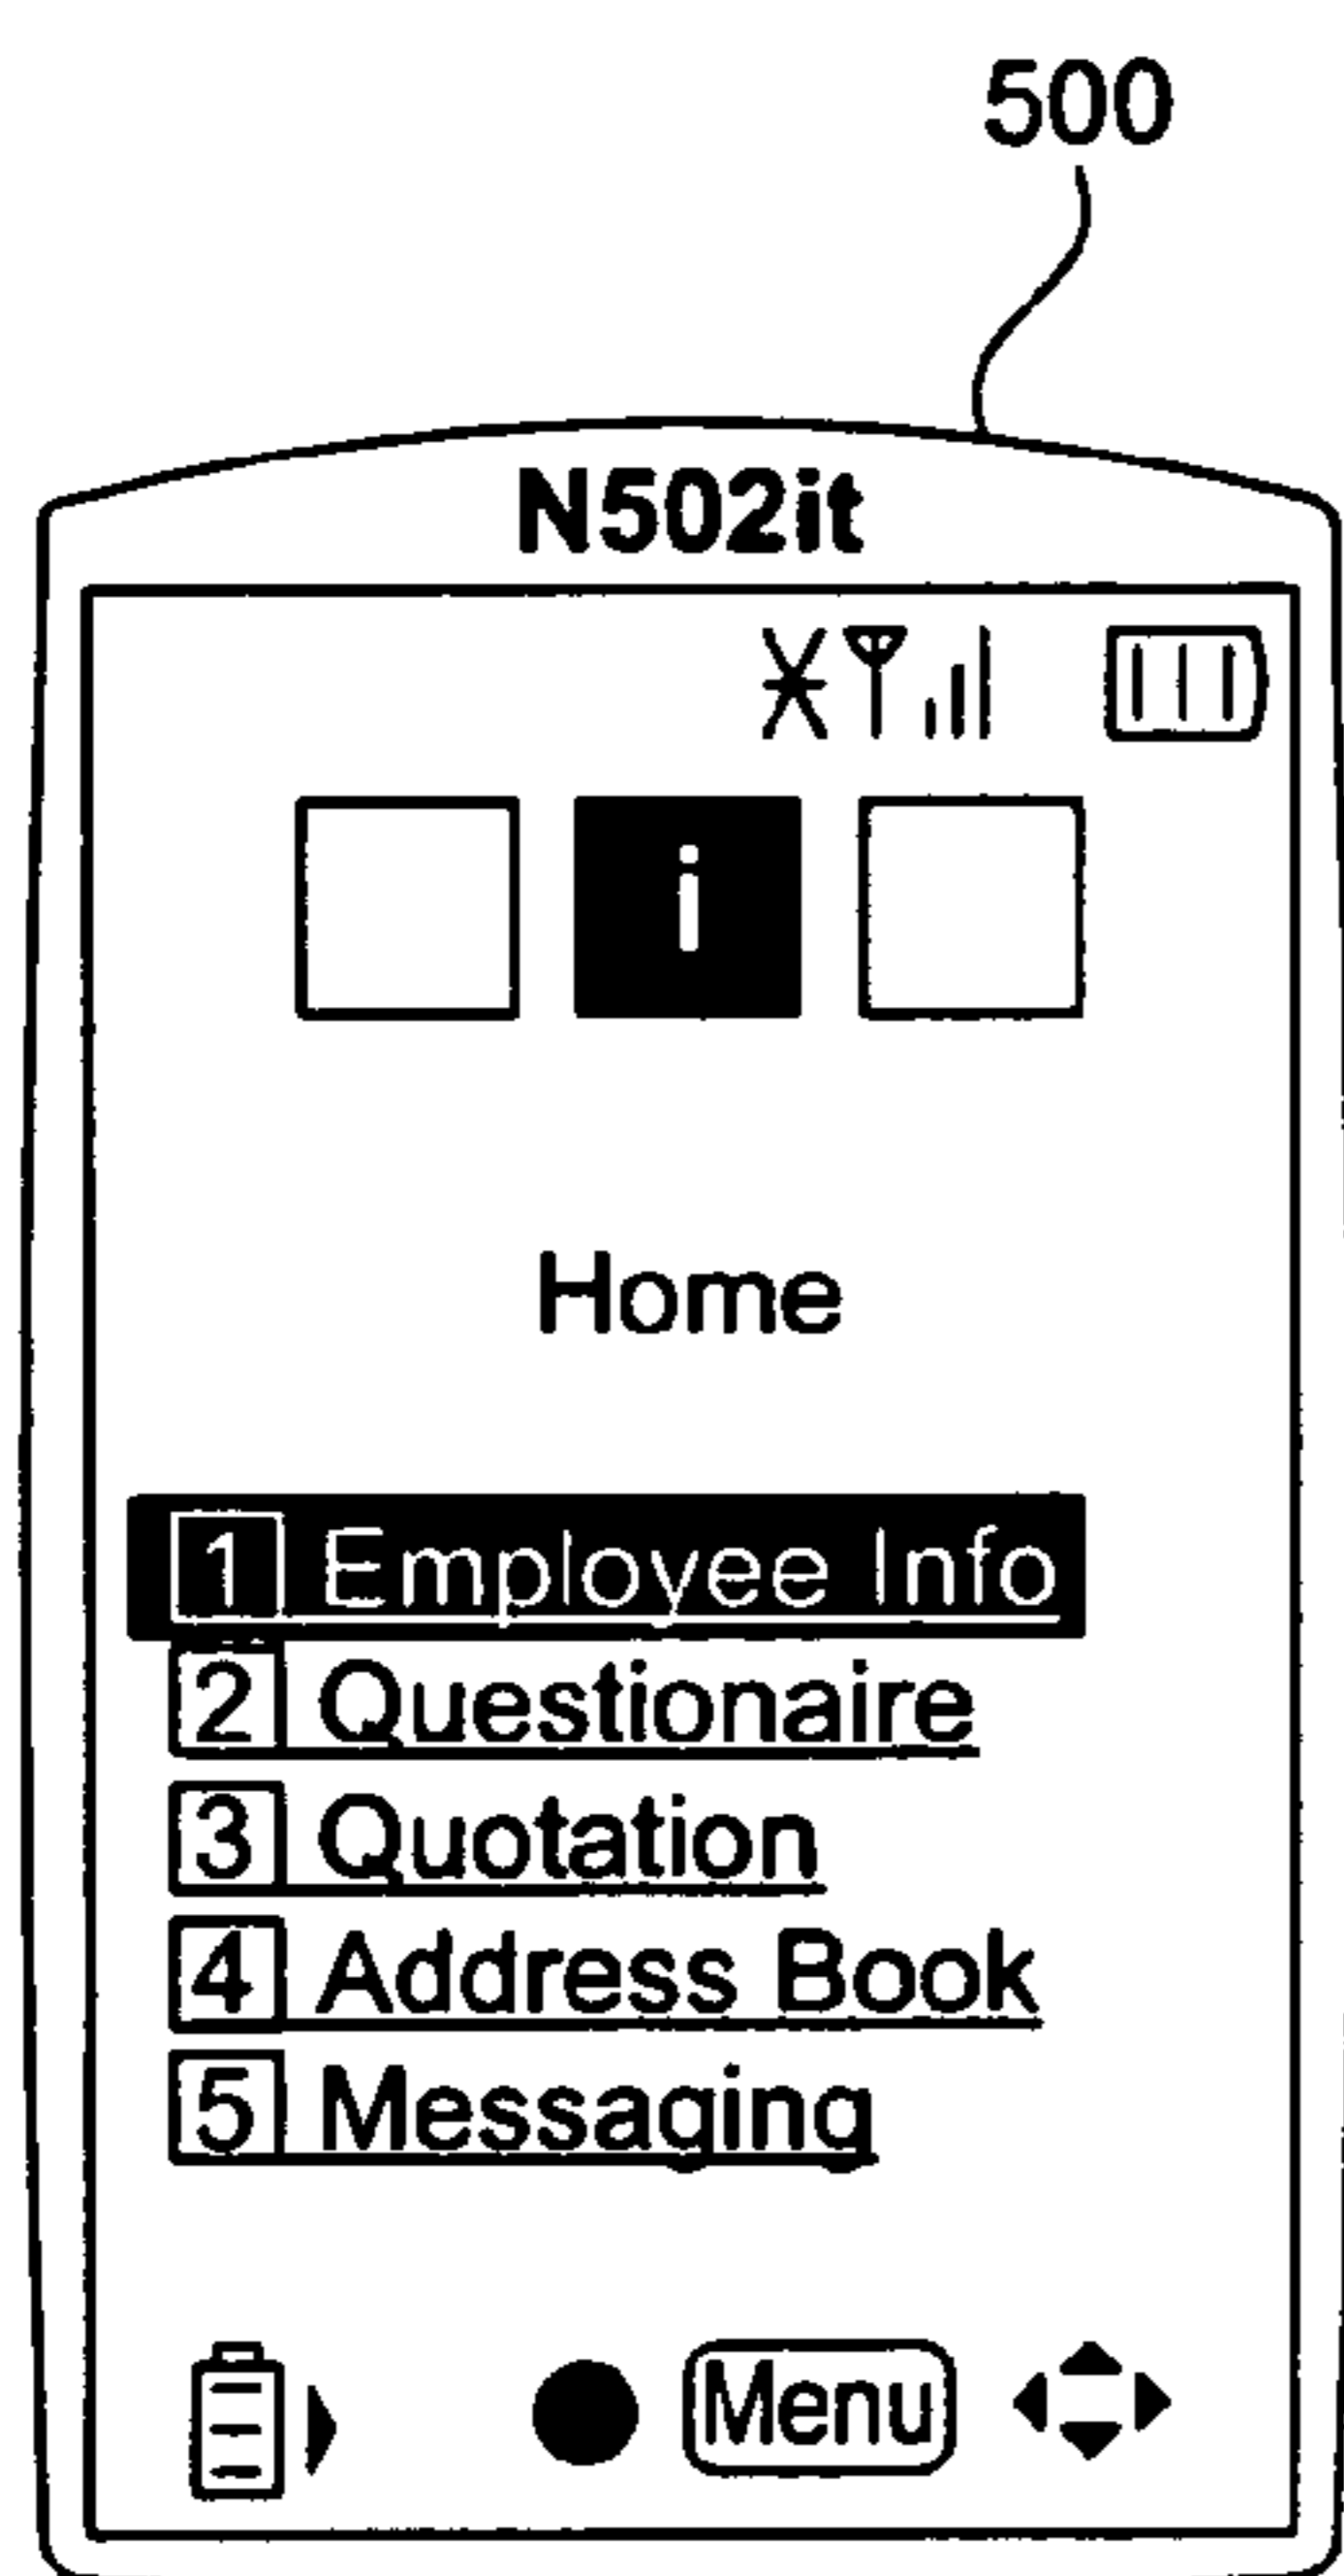 500
N502it
i
Home
1 Employee Info
2 Questionaire
3 Quotation
4 Address Book
5 Messaging
Menu